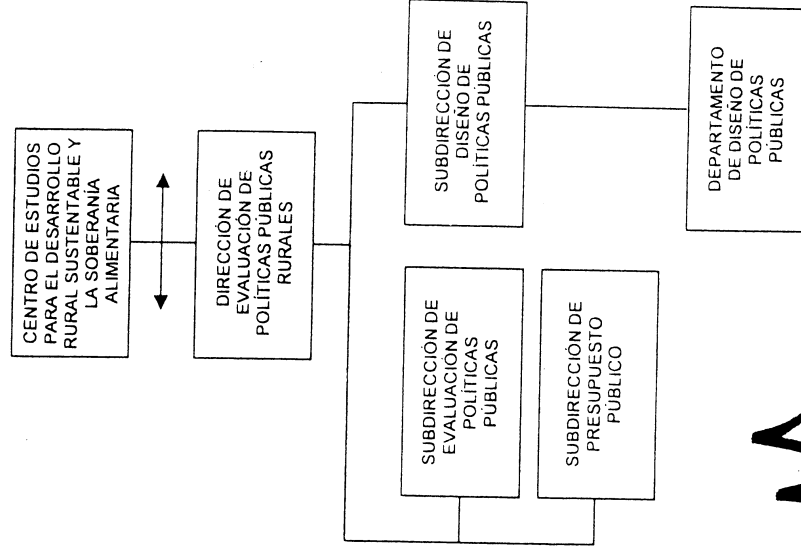 CENTRO DE ESTUDIOS
PARA EL DESARROLLO
RURAL SUSTENTABLE Y
LA SOBERANÍA
ALIMENTARIA
DIRECCIÓN DE
EVALUACIÓN DE
POLÍTICAS PÚBLICAS
RURALES
SUBDIRECCIÓN DE
EVALUACIÓN DE
POLÍTICAS
PÚBLICAS
SUBDIRECCIÓN DE
PRESUPUESTO
PÚBLICO
SUBDIRECCIÓN DE
DISEÑO DE
POLÍTICAS PÚBLICAS
DEPARTAMENTO
DE DISEÑO DE
POLÍTICAS
PÚBLICAS